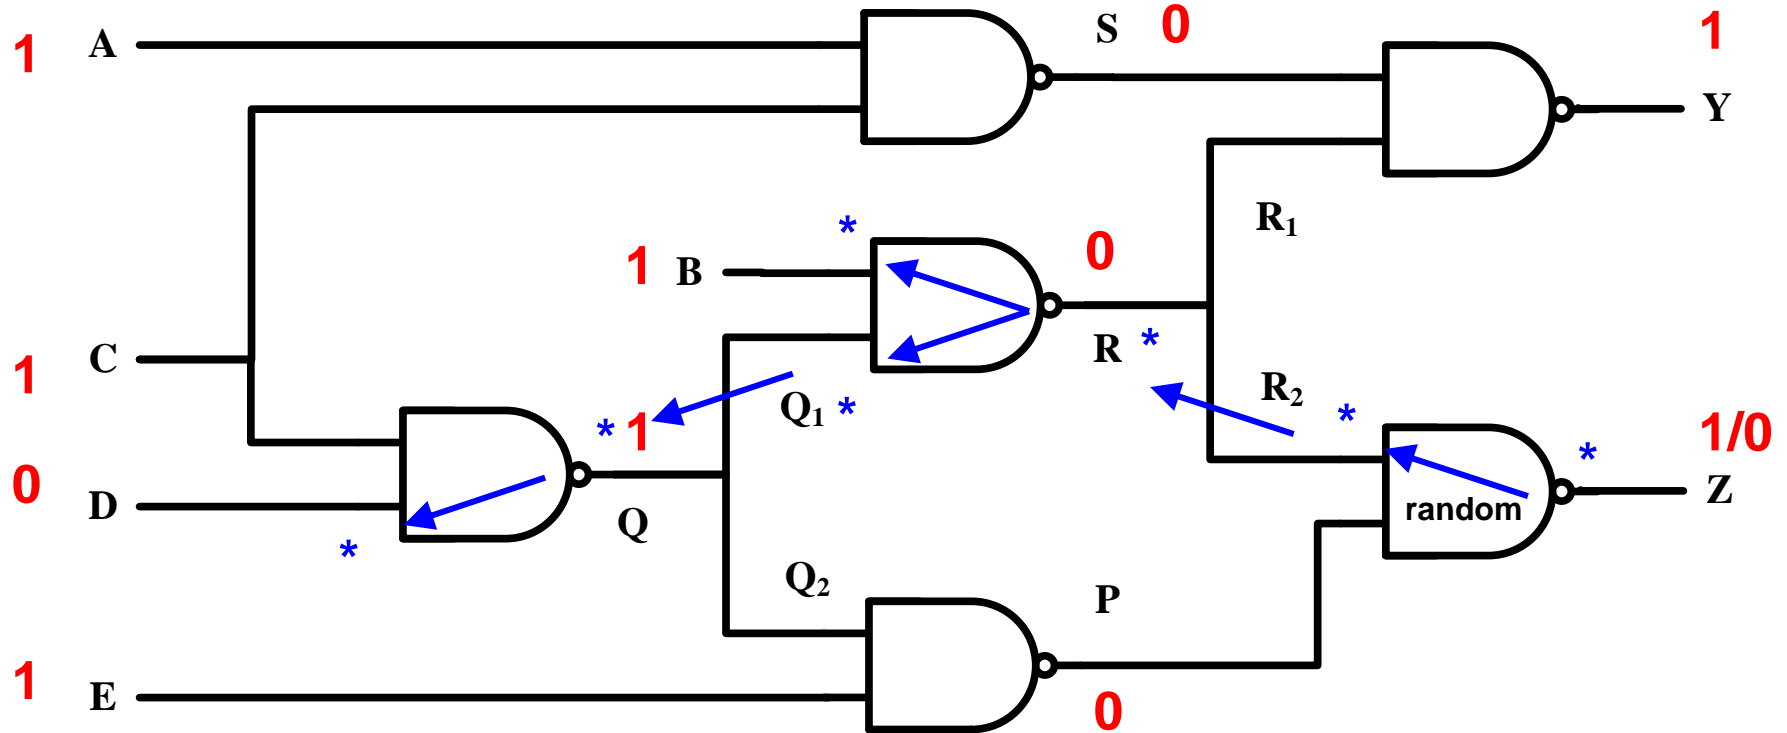 1 A
S 0
1
Y
R₁
*
1 B
0
R *
1 C
R₂ *
Q₁ *
* 1
1/0
*
Z
0 D
random
Q
*
Q₂
P
1 E
0